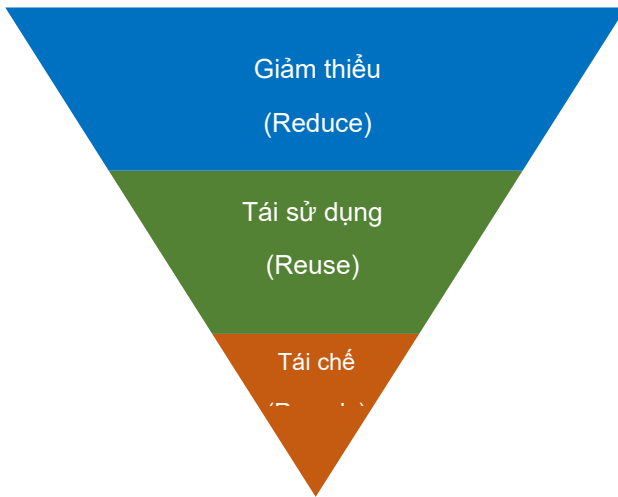 Giảm thiểu
(Reduce)
Tái sử dụng
(Reuse)
Tái chế